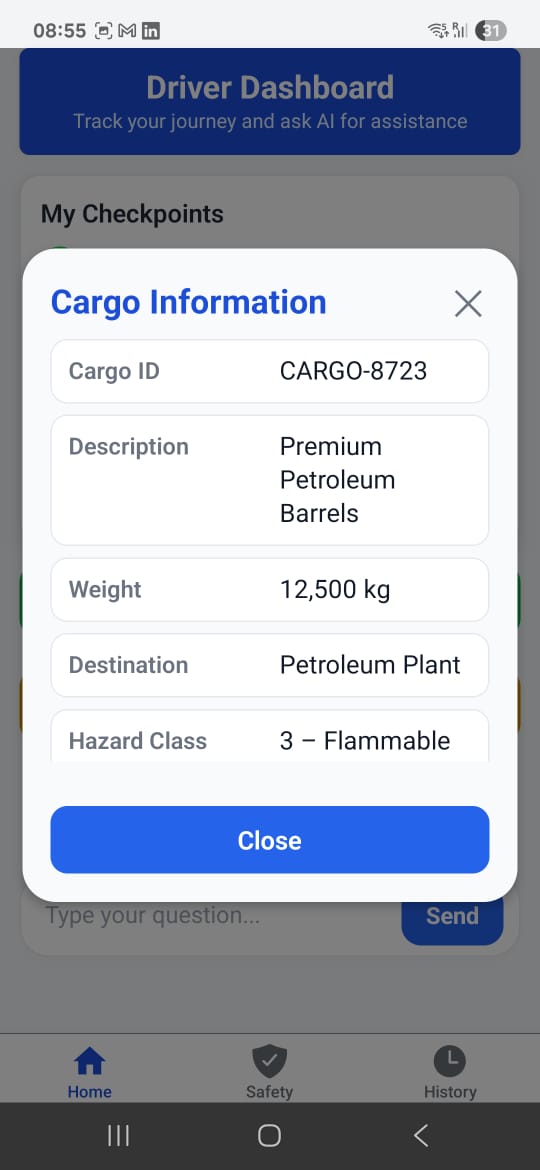 08:55
31
Driver Dashboard
Track your journey and ask AI for assistance
My Checkpoints
Cargo Information
Cargo ID CARGO-8723
Description Premium
Petroleum
Barrels
Weight 12,500 kg
Destination Petroleum Plant
Hazard Class 3 – Flammable
Close
Type your question...
Send
Home Safety History